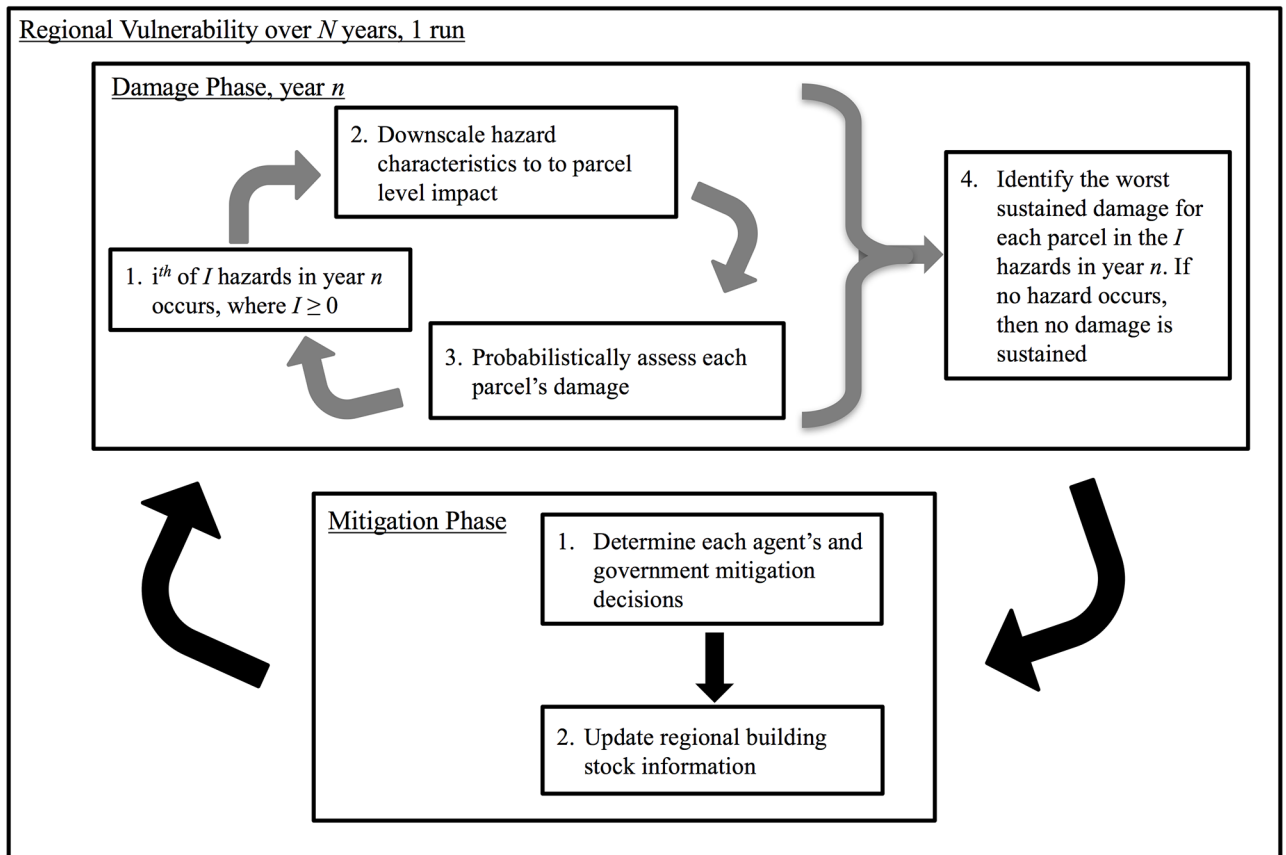 Regional Vulnerability over N years, 1 run
Damage Phase, year n
2. Downscale hazard
characteristics to to parcel
level impact
1. i^th of I hazards in year n
occurs, where I ≥ 0
3. Probabilistically assess each
parcel's damage
4. Identify the worst
sustained damage for
each parcel in the I
hazards in year n. If
no hazard occurs,
then no damage is
sustained
Mitigation Phase
1. Determine each agent's and
government mitigation
decisions
2. Update regional building
stock information